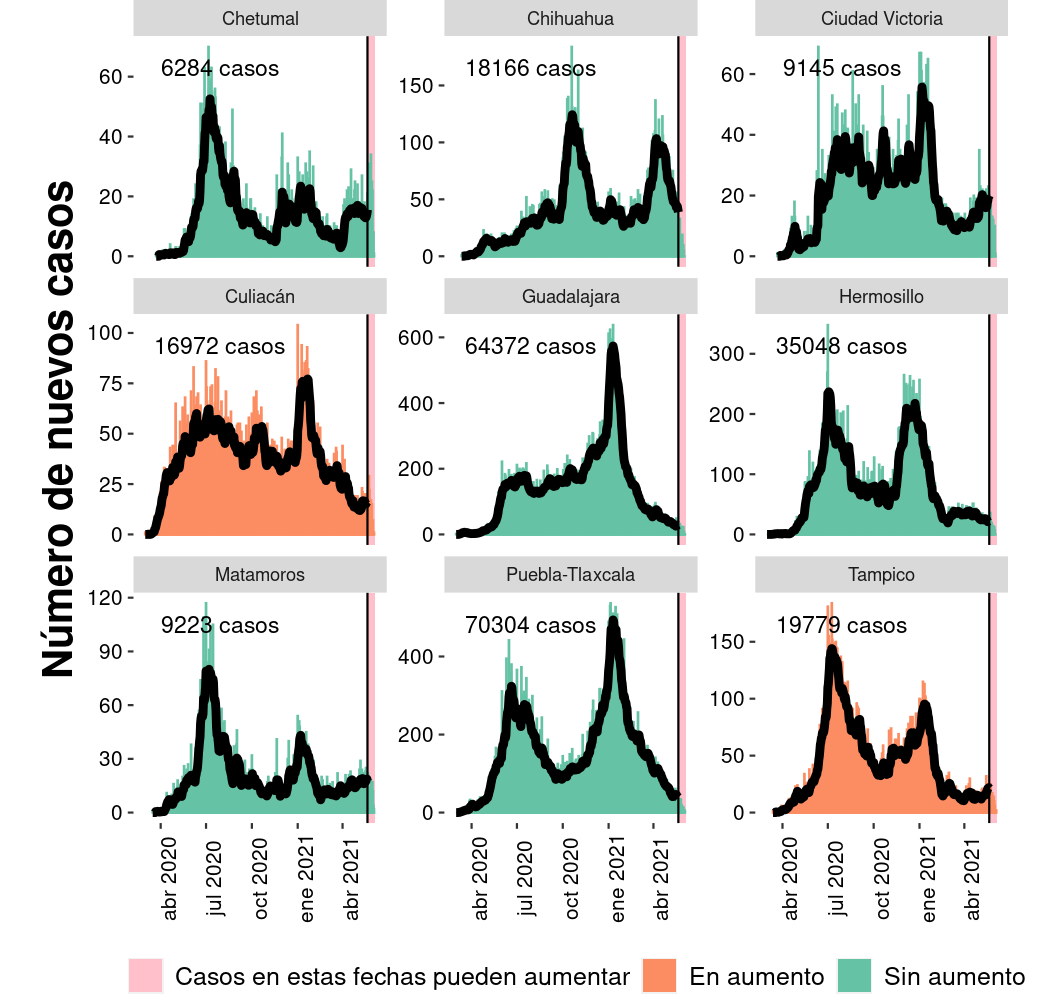 Número de nuevos casos
Chetumal
Chihuahua
Ciudad Victoria
6284 casos
18166 casos
9145 casos
60
40
20
0
150
100
50
0
60
40
20
0
Culiacán
Guadalajara
Hermosillo
16972 casos
64372 casos
35048 casos
100
75
50
25
0
600
400
200
0
300
200
100
0
Matamoros
Puebla-Tlaxcala
Tampico
9223 casos
70304 casos
19779 casos
120
90
60
30
0
400
200
0
150
100
50
0
abr 2020
jul 2020
oct 2020
ene 2021
abr 2021
abr 2020
jul 2020
oct 2020
ene 2021
abr 2021
abr 2020
jul 2020
oct 2020
ene 2021
abr 2021
Casos en estas fechas pueden aumentar
En aumento
Sin aumento